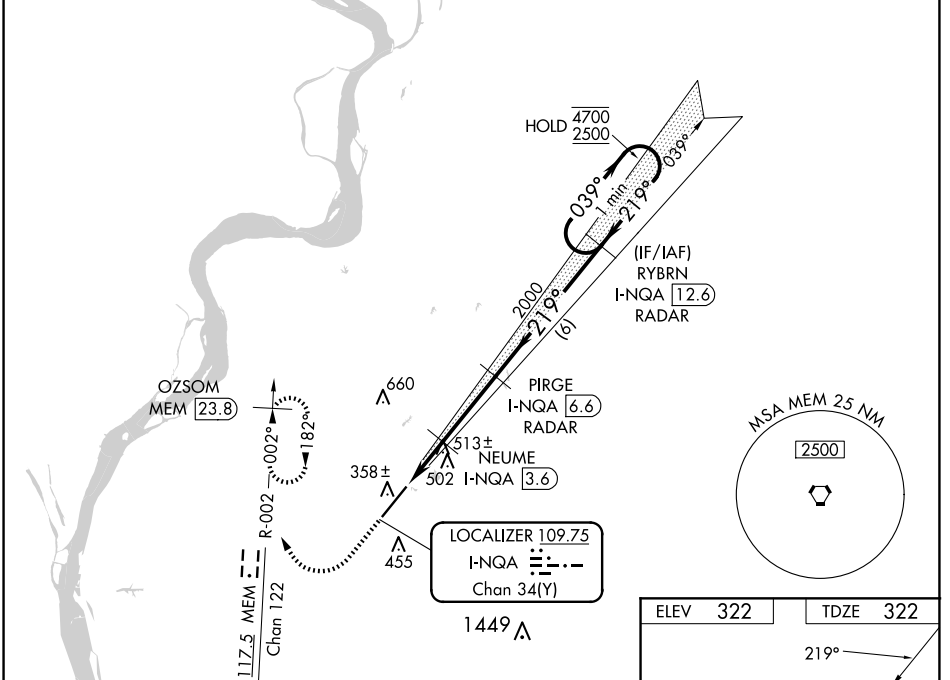 HOLD 4700
2500
039°
039°
1 min
219°
(IF/IAF)
RYBRN
I-NQA 12.6
RADAR
2000
219°
(6)
PIRGE
I-NQA 6.6
RADAR
OZSOM
MEM 23.8
660
002°
182°
513±
NEUME
I-NQA 3.6
502
358±
R-002
455
LOCALIZER 109.75
I-NQA
Chan 34(Y)
1449
117.5 MEM
Chan 122
MSA MEM 25 NM
2500
ELEV 322
TDZE 322
219°